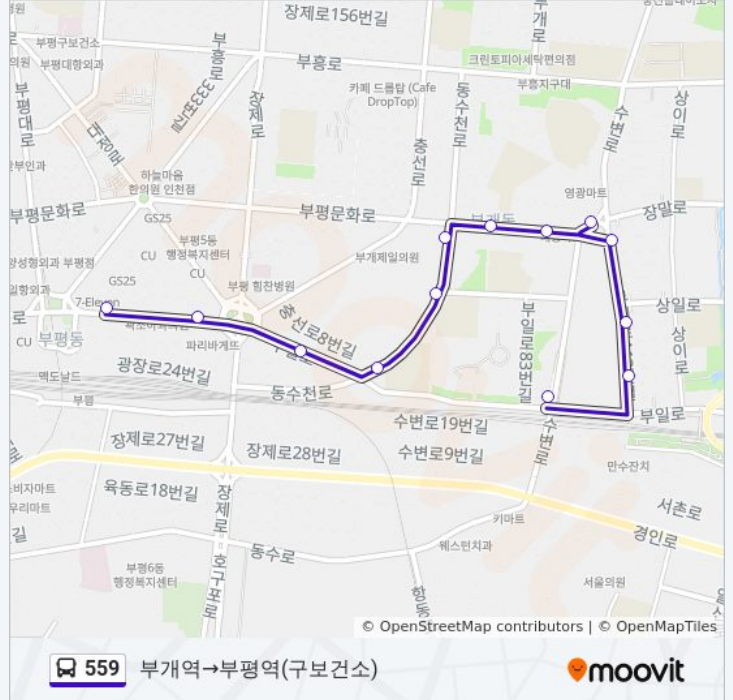 장제로156번길
부개로
부평구보건소
부흥로
크린토피아세탁편의점
부평대항외과
부흥로
333번길
카페 드롭탑 (Cafe
DropTop)
부흥지구대
동수천로
부평대로
장제로
수변로
상이로
대정로
충선로
하늘마음
한의원 인천점
영광마트
부평문화로
GS25
부평문화로
장말로
부평5동
행정복지센터
CU
CU
부개제일의원
GS25
부평 힘찬병원
7-Eleven
상일로
충선로8번길
부일로83번길
CU
부평동
파리바게뜨
상이로
광장로24번길
맥도날드
동수천로
부평
수변로19번길
수변로
부일로
장제로27번길
장제로28번길
수변로9번길
만수잔치
육동로18번길
장제로
서촌로
키마트
경인로
동수로
웨스턴치과
호구포로
부평6동
행정복지센터
서울의원
© OpenStreetMap contributors | © OpenMapTiles
559 부개역→부평역(구보건소)
moovit